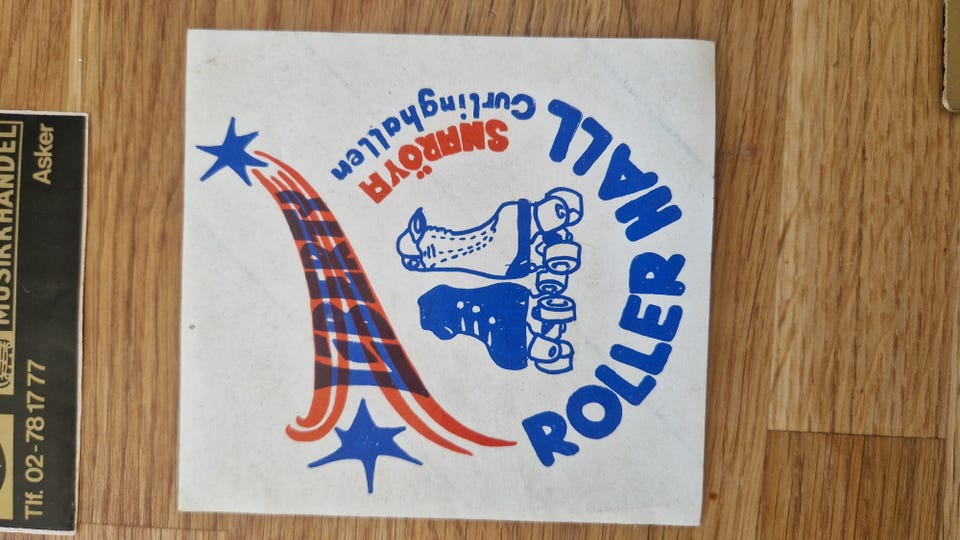 MUSIKKHANDEL
Asker
Tlf. 02-78 17 77
SNARÖYA
Curlinghallen
ROLLER HALL